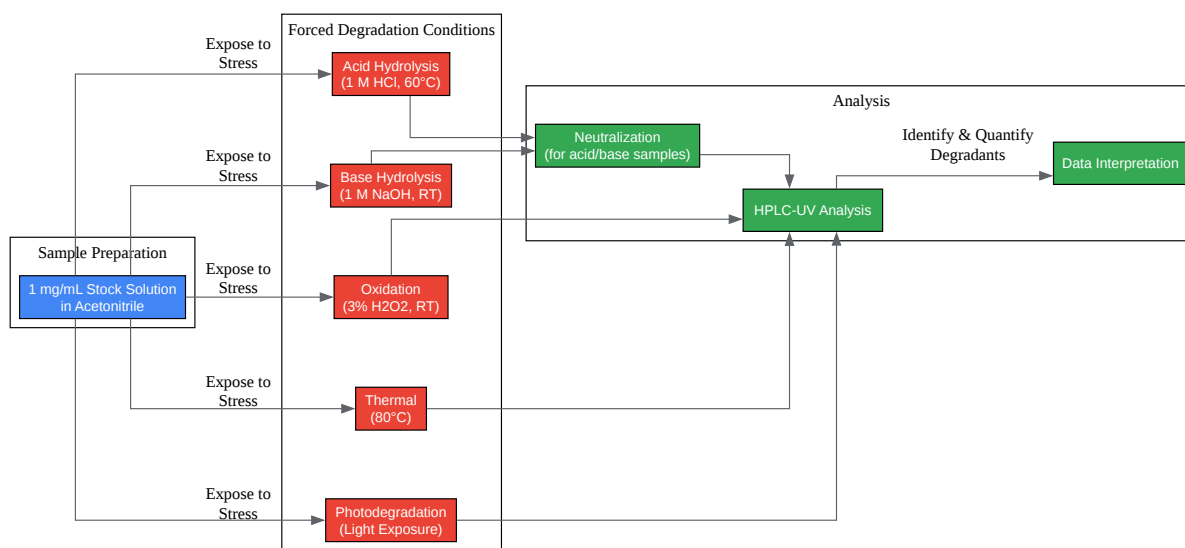 Forced Degradation Conditions
Expose to
Stress
Acid Hydrolysis
(1 M HCl, 60°C)
Analysis
Neutralization
(for acid/base samples)
Identify & Quantify
Degradants
Data Interpretation
Expose to
Stress
Base Hydrolysis
(1 M NaOH, RT)
HPLC-UV Analysis
Sample Preparation
1 mg/mL Stock Solution
in Acetonitrile
Expose to
Stress
Oxidation
(3% H2O2, RT)
Expose to
Stress
Thermal
(80°C)
Expose to
Stress
Photodegradation
(Light Exposure)